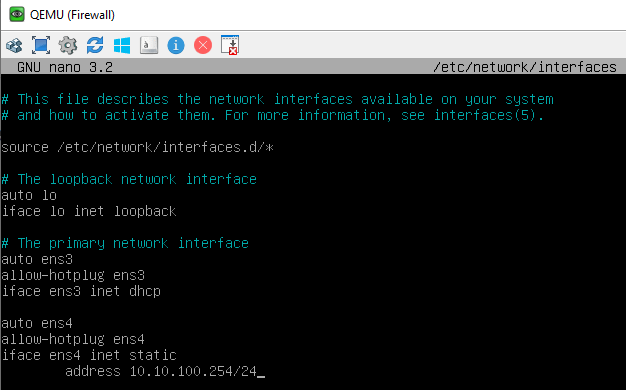 QEMU (Firewall)
GNU nano 3.2 /etc/network/interfaces
# This file describes the network interfaces available on your system
# and how to activate them. For more information, see interfaces(5).
source /etc/network/interfaces.d/*
# The loopback network interface
auto lo
iface lo inet loopback
# The primary network interface
auto ens3
allow-hotplug ens3
iface ens3 inet dhcp
auto ens4
allow-hotplug ens4
iface ens4 inet static
address 10.10.100.254/24